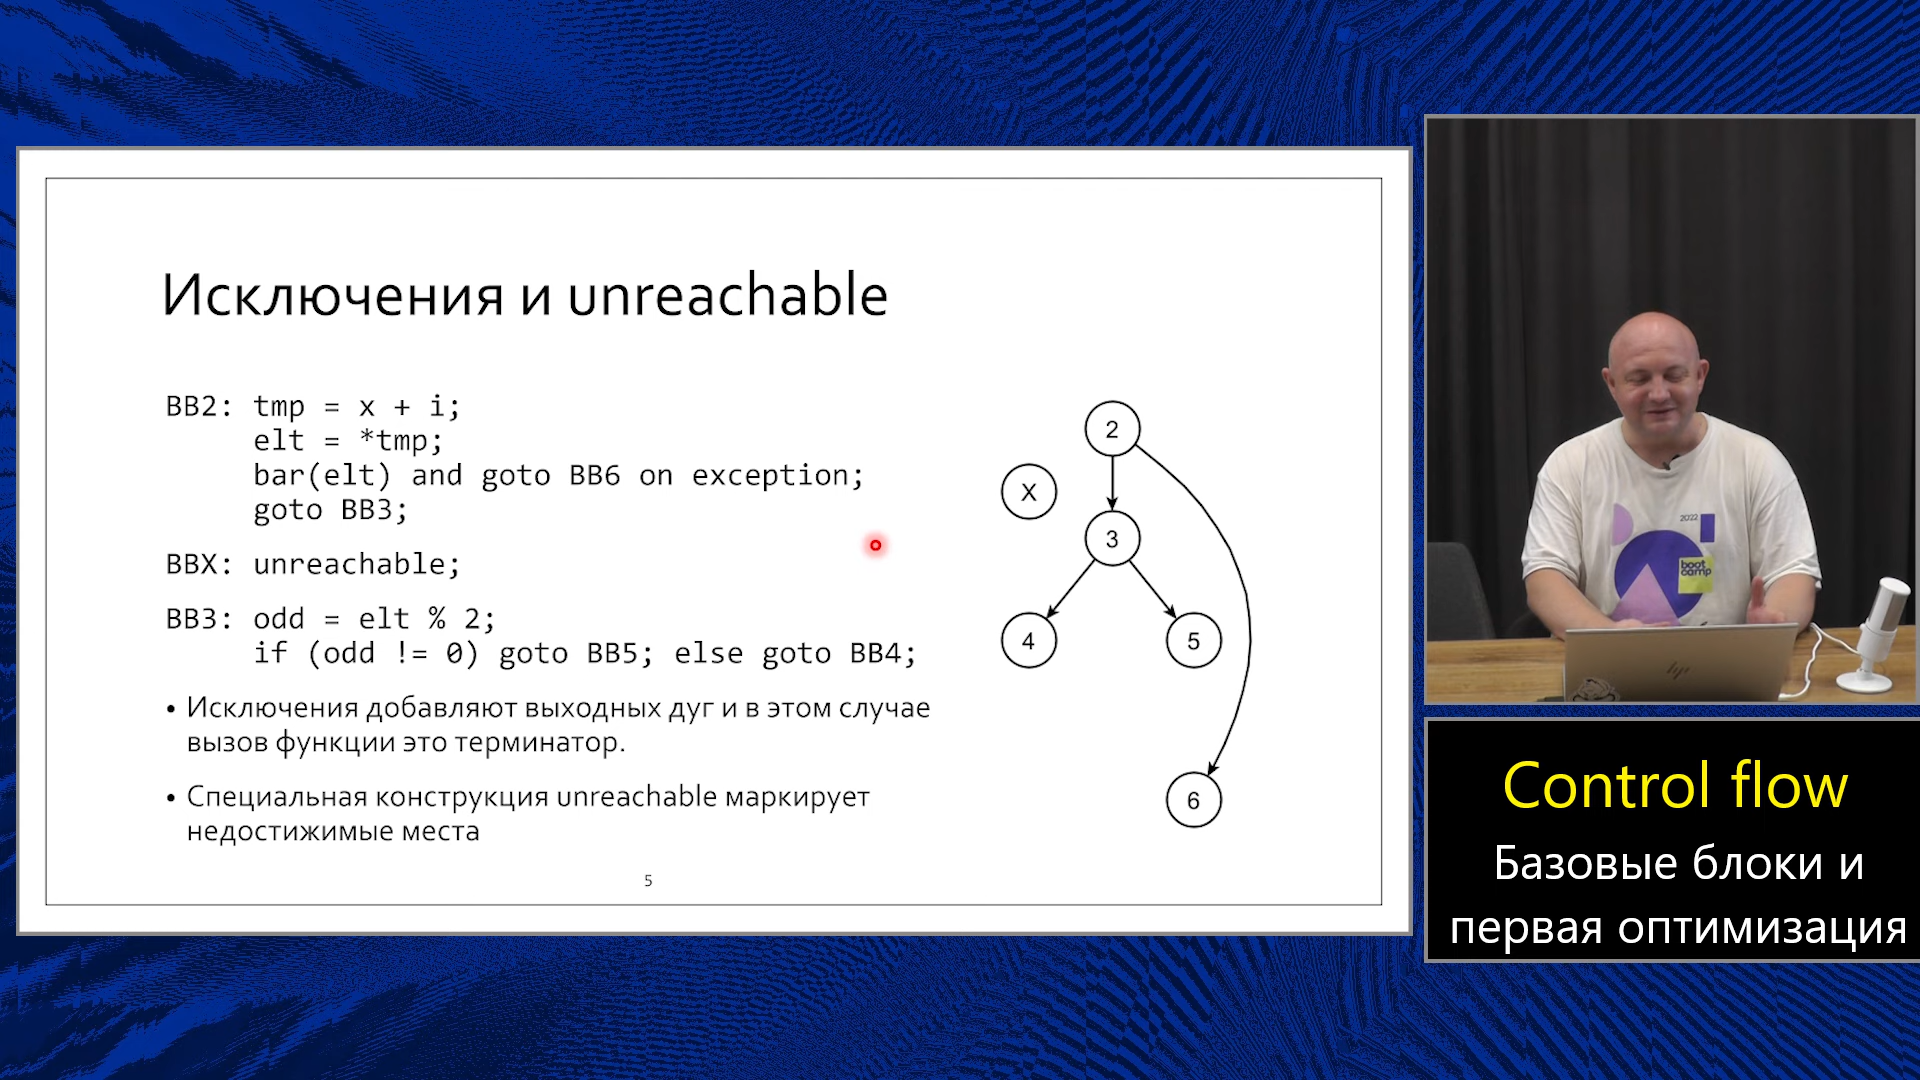 Исключения и unreachable
BB2: tmp = x + i;
elt = *tmp;
bar(elt) and goto BB6 on exception;
goto BB3;
BBX: unreachable;
BB3: odd = elt % 2;
if (odd != 0) goto BB5; else goto BB4;
• Исключения добавляют выходных дуг и в этом случае
вызов функции это терминатор.
• Специальная конструкция unreachable маркирует
недостижимые места
5
2
X
3
4
5
6
2022
boot
camp
hp
Control flow
Базовые блоки и
первая оптимизация